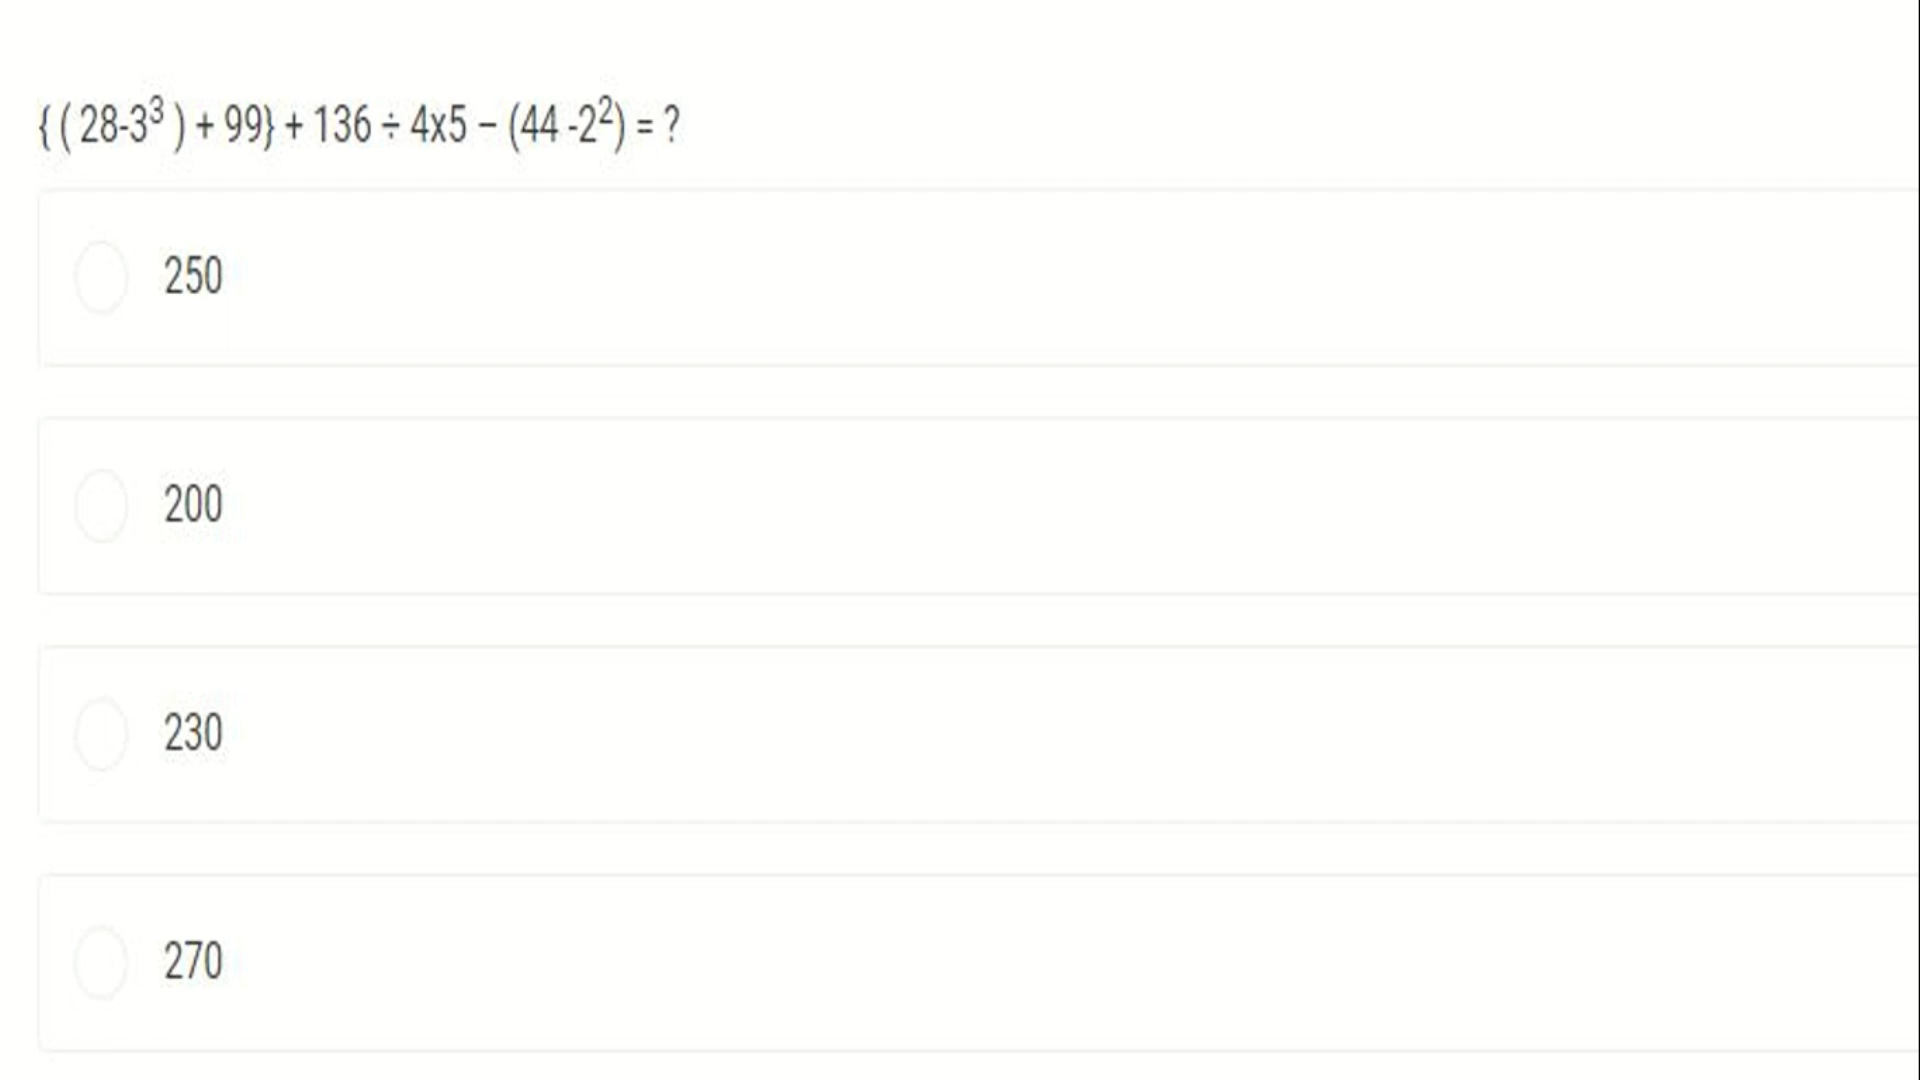 { ( 28-3³ ) + 99} + 136 ÷ 4x5 – (44 -2²) = ?
250
200
230
270